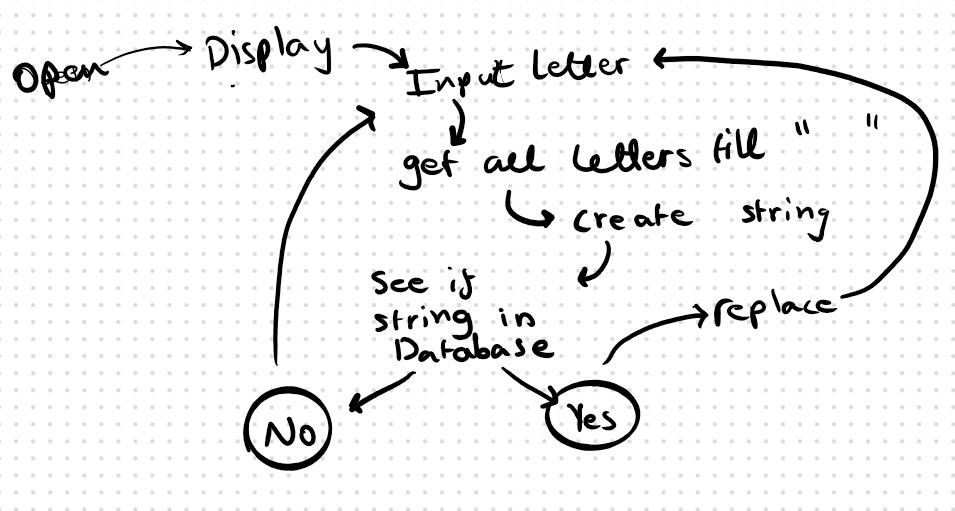 Open
Display
Input Letter
get all Letters till " "
create string
See if
string in
Database
replace
No
Yes